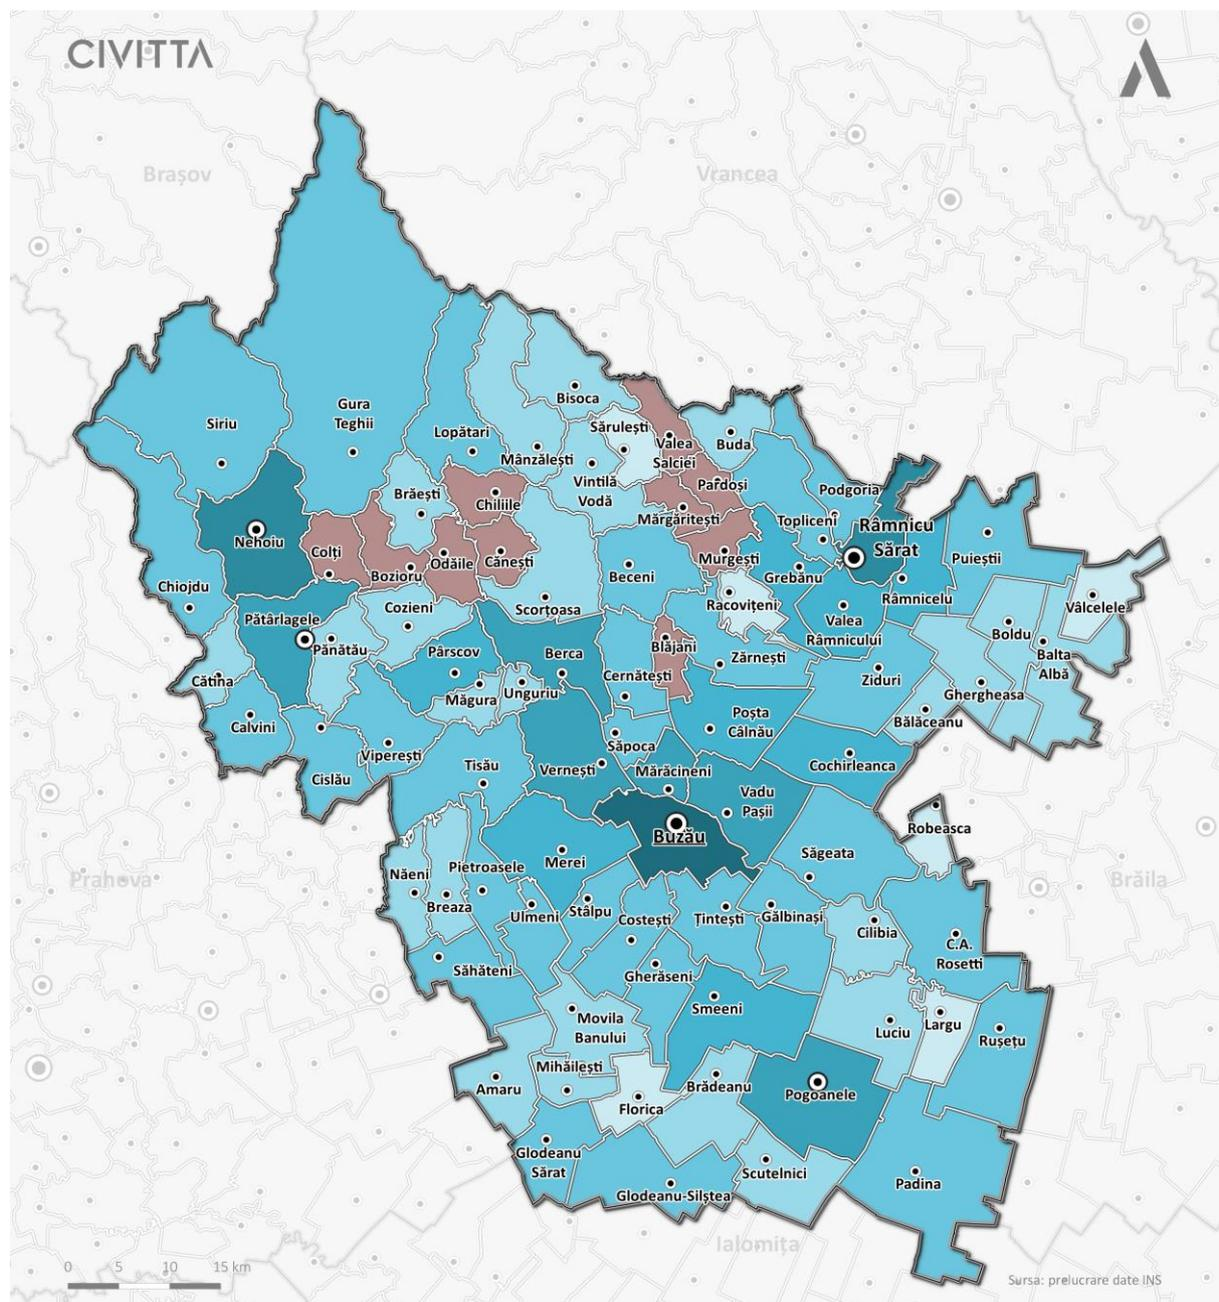 CIVITTA
Brașov
Vrancea
Bisoca
Gura
Teghii
Siriu
Sărulești
Lopătari
Valea
Salciei
Buda
Mânzălești
Vintilă
Vodă
Pardoși
Brăești
Chiliile
Podgoria
Mărgăritești
Topliceni
Râmnicu
Sărat
Colți
Murgești
Puieștii
Odăile
Cănești
Bozioru
Nehoiu
Beceni
Grebănu
Chiojdu
Râmnicelu
Cozieni
Scorțoasa
Racovițeni
Vâlcelele
Pătârlagele
Valea
Râmnicului
Boldu
Pănătău
Pârscov
Berca
Blăjani
Zărnești
Balta
Albă
Cătina
Cernătești
Ziduri
Măgura
Unguriu
Ghergheasa
Calvini
Poșta
Câlnău
Bălăceanu
Săpoca
Viperești
Cislău
Tisău
Vernești
Mărăcineni
Cochirleanca
Vadu
Pașii
Buzău
Robeasca
Merei
Săgeata
Prahova
Năeni
Pietroasele
Brăila
Breaza
Ulmeni
Stâlpu
Costești
Țintești
Gălbinași
Cilibia
C.A.
Rosetti
Săhăteni
Gherăseni
Smeeni
Movila
Banului
Luciu
Largu
Rușețu
Mihăilești
Amaru
Brădeanu
Pogoanele
Florica
Glodeanu
Sărat
Scutelnici
Padina
Glodeanu-Siliștea
Ialomița
0 5 10 15 km
Sursa: prelucrare date INS